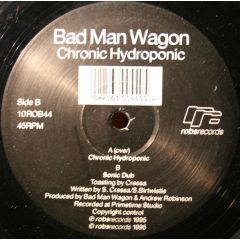 Bad Man Wagon
Chronic Hydroponic
Side B
10ROB44
45RPM
ra
robsrecords
A (over)
Chronic Hydroponic
B
Sonic Dub
Toasting by Cressa
Written by S. Cressa/S.Birtwistle
Produced by Bad Man Wagon & Andrew Robinson
Recorded at Primetime Studio
Copyright control
℗ robsrecords 1995
© robsrecords 1995